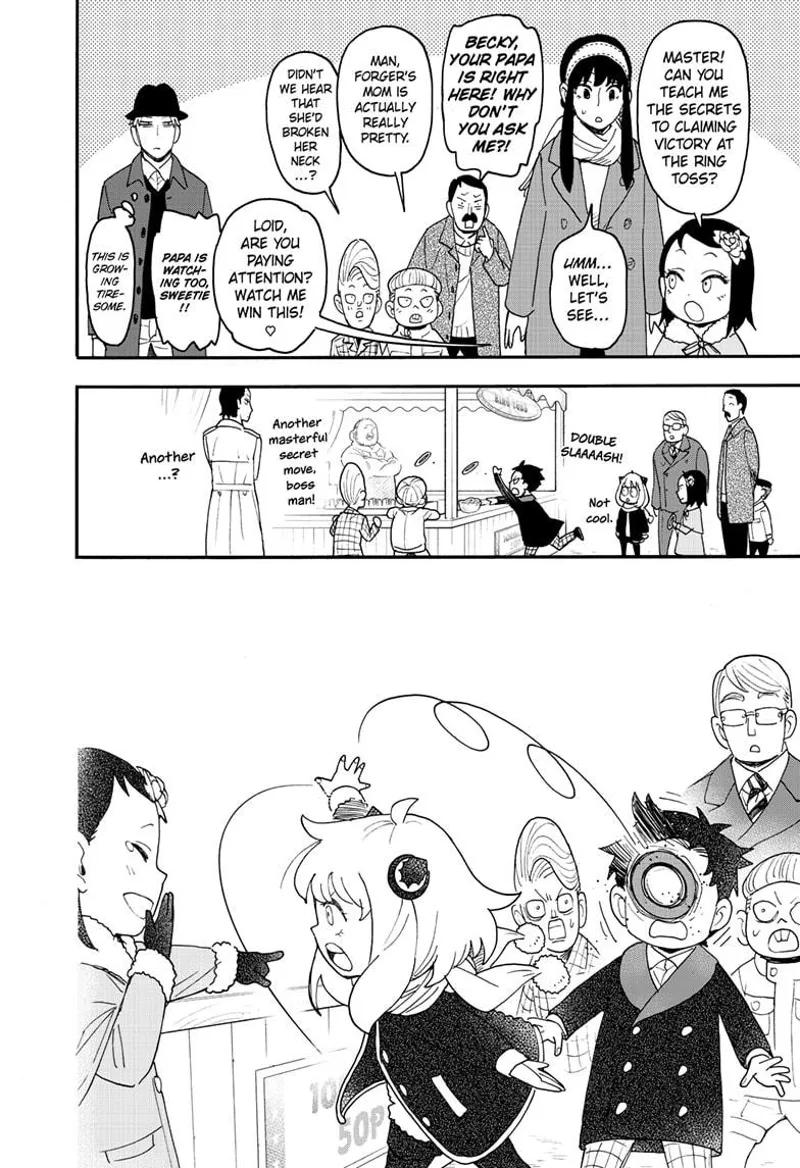 MASTER!
CAN YOU
TEACH ME
THE SECRETS
TO CLAIMING
VICTORY AT
THE RING
TOSS?
UMM...
WELL,
LET'S
SEE...
BECKY,
YOUR PAPA
IS RIGHT
HERE! WHY
DON'T
YOU ASK
ME?!
MAN,
FORGER'S
MOM IS
ACTUALLY
REALLY
PRETTY.
DIDN'T
WE HEAR
THAT
SHE'D
BROKEN
HER
NECK
...?
LOID,
ARE YOU
PAYING
ATTENTION?
WATCH ME
WIN THIS!
♡
PAPA IS
WATCH-
ING TOO,
SWEETIE
!!
THIS IS
GROW-
ING
TIRE-
SOME.
RING TOSS
DOUBLE
SLAAAASH!
Not
cool.
Another
masterful
secret
move,
boss
man!
Another
...?
10
50P